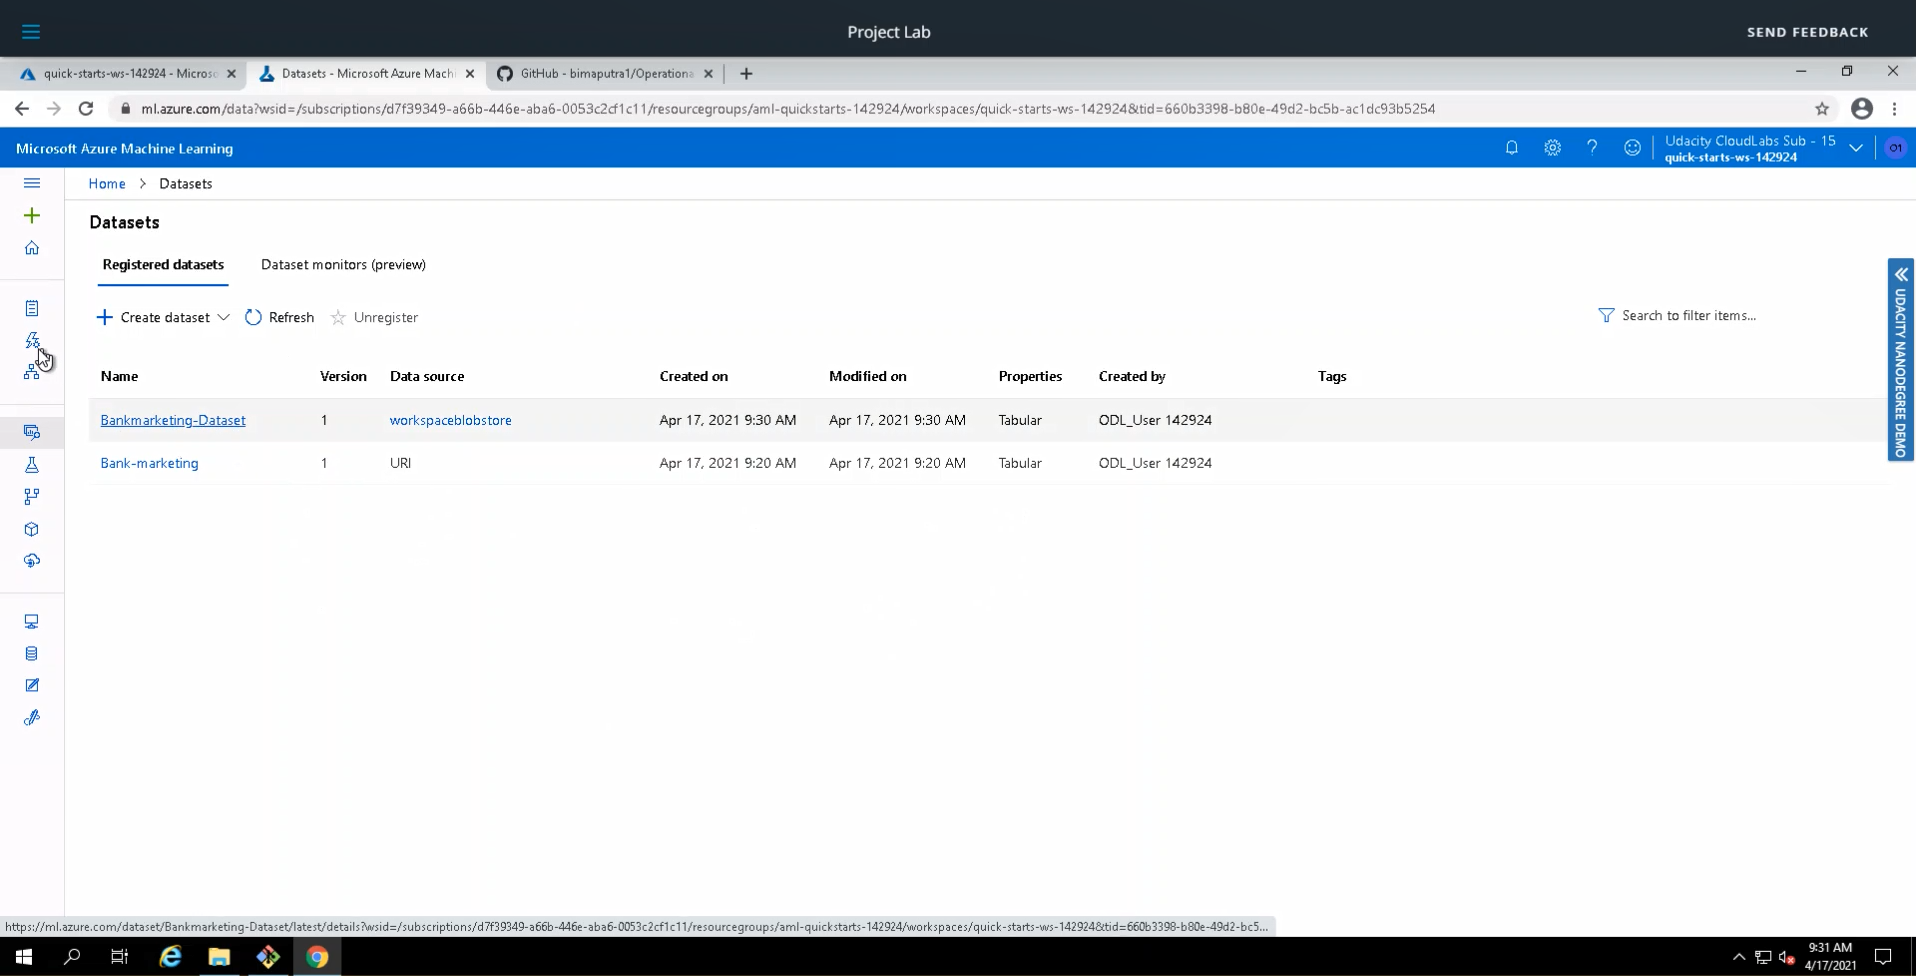 Project Lab
SEND FEEDBACK
quick-starts-ws-142924 - Microso
Datasets - Microsoft Azure Machi
GitHub - bimaputra1/Operationa
ml.azure.com/data?wsid=/subscriptions/d7f39349-a66b-446e-aba6-0053c2cf1c11/resourcegroups/aml-quickstarts-142924/workspaces/quick-starts-ws-142924&tid=660b3398-b80e-49d2-bc5b-ac1dc93b5254
Microsoft Azure Machine Learning
Udacity CloudLabs Sub - 15
quick-starts-ws-142924
O1
Home > Datasets
Datasets
Registered datasets Dataset monitors (preview)
Create dataset Refresh Unregister
Search to filter items...
UDACITY NANODEGREE DEMO
Name Version Data source Created on Modified on Properties Created by Tags
Bankmarketing-Dataset 1 workspaceblobstore Apr 17, 2021 9:30 AM Apr 17, 2021 9:30 AM Tabular ODL_User 142924
Bank-marketing 1 URI Apr 17, 2021 9:20 AM Apr 17, 2021 9:20 AM Tabular ODL_User 142924
https://ml.azure.com/dataset/Bankmarketing-Dataset/latest/details?wsid=/subscriptions/d7f39349-a66b-446e-aba6-0053c2cf1c11/resourcegroups/aml-quickstarts-142924/workspaces/quick-starts-ws-142924&tid=660b3398-b80e-49d2-bc5...
9:31 AM
4/17/2021